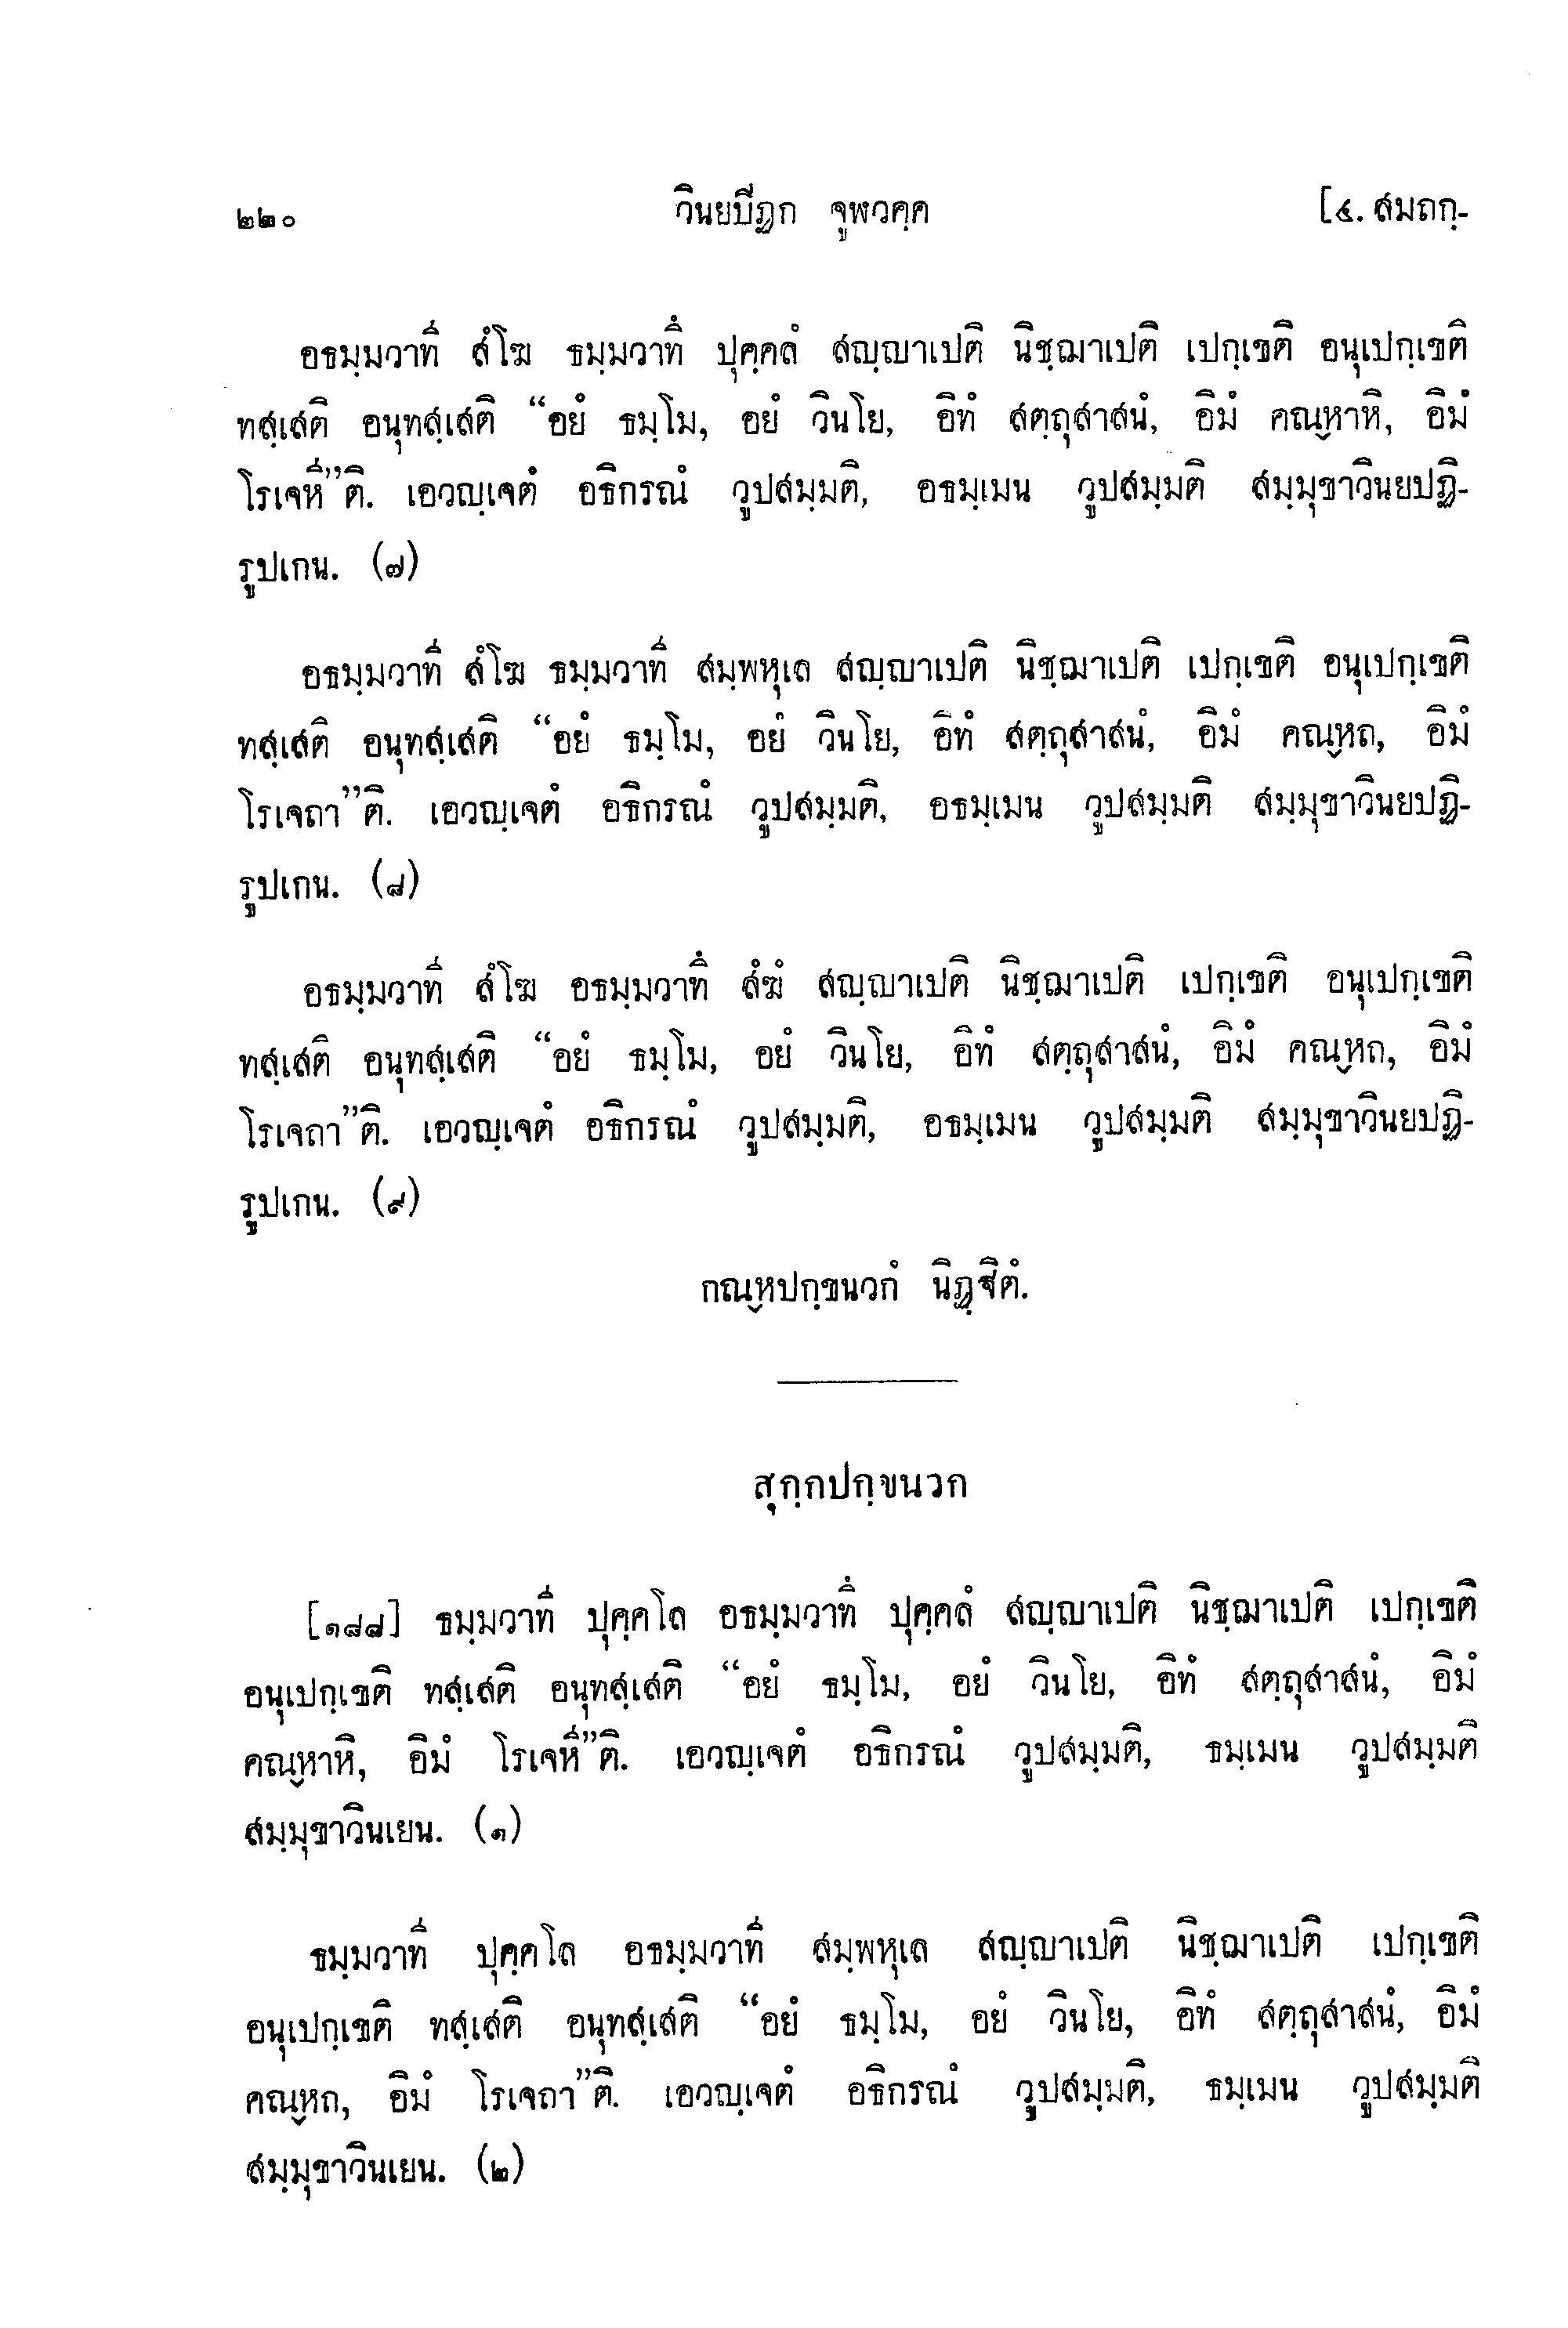 ๒๒๐ วินยปิฏก จูฬวคฺค [๔. สมถกฺ-
อธมฺมวาที สํโฆ ธมฺมวาทึ ปุคฺคลํ สญฺญาเปติ นิชฺฌาเปติ เปกฺเขติ อนุเปกฺเขติ
ทสฺเสติ อนุทสฺเสติ “อยํ ธมฺโม, อยํ วินโย, อิทํ สตฺถุสาสนํ, อิมํ คณฺหาหิ, อิมํ
โรเจหี”ติ. เอวญฺเจตํ อธิกรณํ วูปสมฺมติ, อธมฺเมน วูปสมฺมติ สมฺมุขาวินยปฏิ-
รูปเกน. (๗)
อธมฺมวาที สํโฆ ธมฺมวาที สมฺพหุเล สญฺญาเปติ นิชฺฌาเปติ เปกฺเขติ อนุเปกฺเขติ
ทสฺเสติ อนุทสฺเสติ “อยํ ธมฺโม, อยํ วินโย, อิทํ สตฺถุสาสนํ, อิมํ คณฺหถ, อิมํ
โรเจถา”ติ. เอวญฺเจตํ อธิกรณํ วูปสมฺมติ, อธมฺเมน วูปสมฺมติ สมฺมุขาวินยปฏิ-
รูปเกน. (๘)
อธมฺมวาที สํโฆ อธมฺมวาทึ สํฆํ สญฺญาเปติ นิชฺฌาเปติ เปกฺเขติ อนุเปกฺเขติ
ทสฺเสติ อนุทสฺเสติ “อยํ ธมฺโม, อยํ วินโย, อิทํ สตฺถุสาสนํ, อิมํ คณฺหถ, อิมํ
โรเจถา”ติ. เอวญฺเจตํ อธิกรณํ วูปสมฺมติ, อธมฺเมน วูปสมฺมติ สมฺมุขาวินยปฏิ-
รูปเกน. (๙)
กณฺหปกฺขนวกํ นิฏฺฐิตํ.
สุกฺกปกฺขนวก
[๑๘๘] ธมฺมวาที ปุคฺคโล อธมฺมวาทึ ปุคฺคลํ สญฺญาเปติ นิชฺฌาเปติ เปกฺเขติ
อนุเปกฺเขติ ทสฺเสติ อนุทสฺเสติ “อยํ ธมฺโม, อยํ วินโย, อิทํ สตฺถุสาสนํ, อิมํ
คณฺหาหิ, อิมํ โรเจหี”ติ. เอวญฺเจตํ อธิกรณํ วูปสมฺมติ, ธมฺเมน วูปสมฺมติ
สมฺมุขาวินเยน. (๑)
ธมฺมวาที ปุคฺคโล อธมฺมวาที สมฺพหุเล สญฺญาเปติ นิชฺฌาเปติ เปกฺเขติ
อนุเปกฺเขติ ทสฺเสติ อนุทสฺเสติ “อยํ ธมฺโม, อยํ วินโย, อิทํ สตฺถุสาสนํ, อิมํ
คณฺหถ, อิมํ โรเจถา”ติ. เอวญฺเจตํ อธิกรณํ วูปสมฺมติ, ธมฺเมน วูปสมฺมติ
สมฺมุขาวินเยน. (๒)